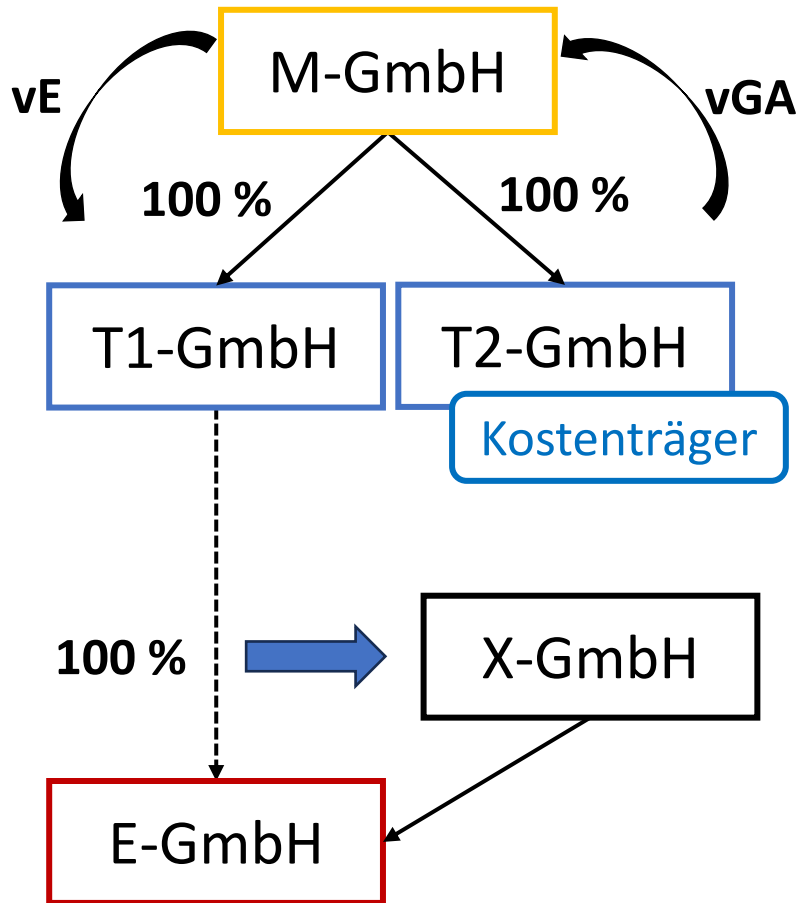 M-GmbH
vE
vGA
100 %
100 %
T1-GmbH
T2-GmbH
Kostenträger
100 %
X-GmbH
E-GmbH